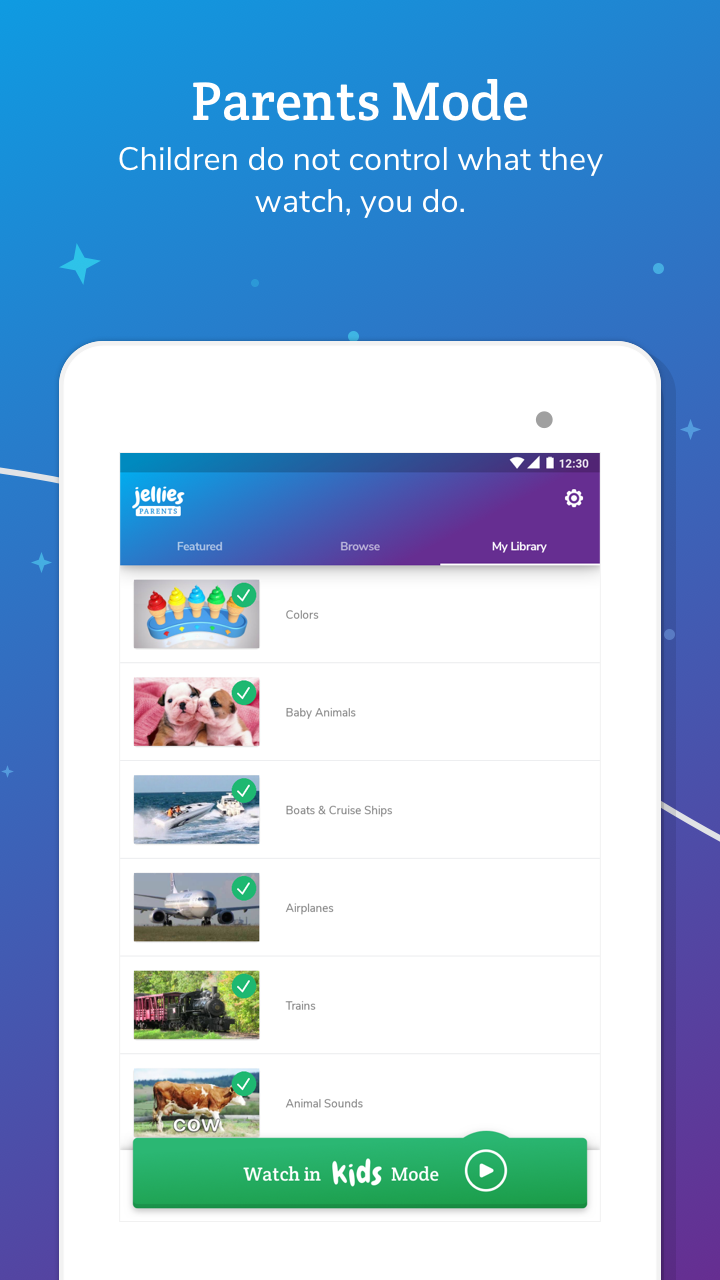 Parents Mode
Children do not control what they
watch, you do.
12:30
jellies
PARENTS
Featured
Browse
My Library
Colors
Baby Animals
Boats & Cruise Ships
Airplanes
Trains
Animal Sounds
COW
Watch in kids Mode